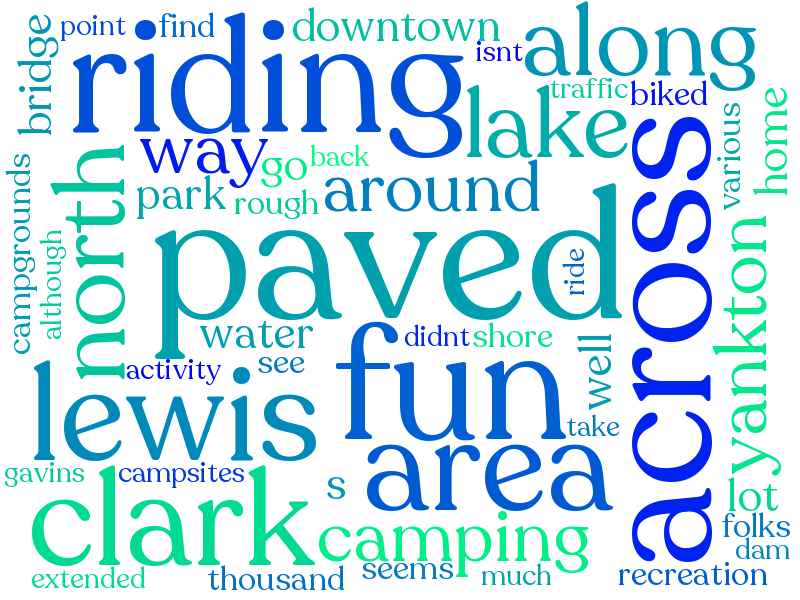 point
find
downtown
isnt
along
bridge
riding
traffic
biked
home
way
lake
various
go
back
park
rough
around
across
campgrounds
north
although
paved
ride
yankton
water
didnt
shore
well
activity
see
fun
lewis
take
area
gavins
campsites
s
lot
clark
camping
folks
dam
extended
thousand
seems
much
recreation